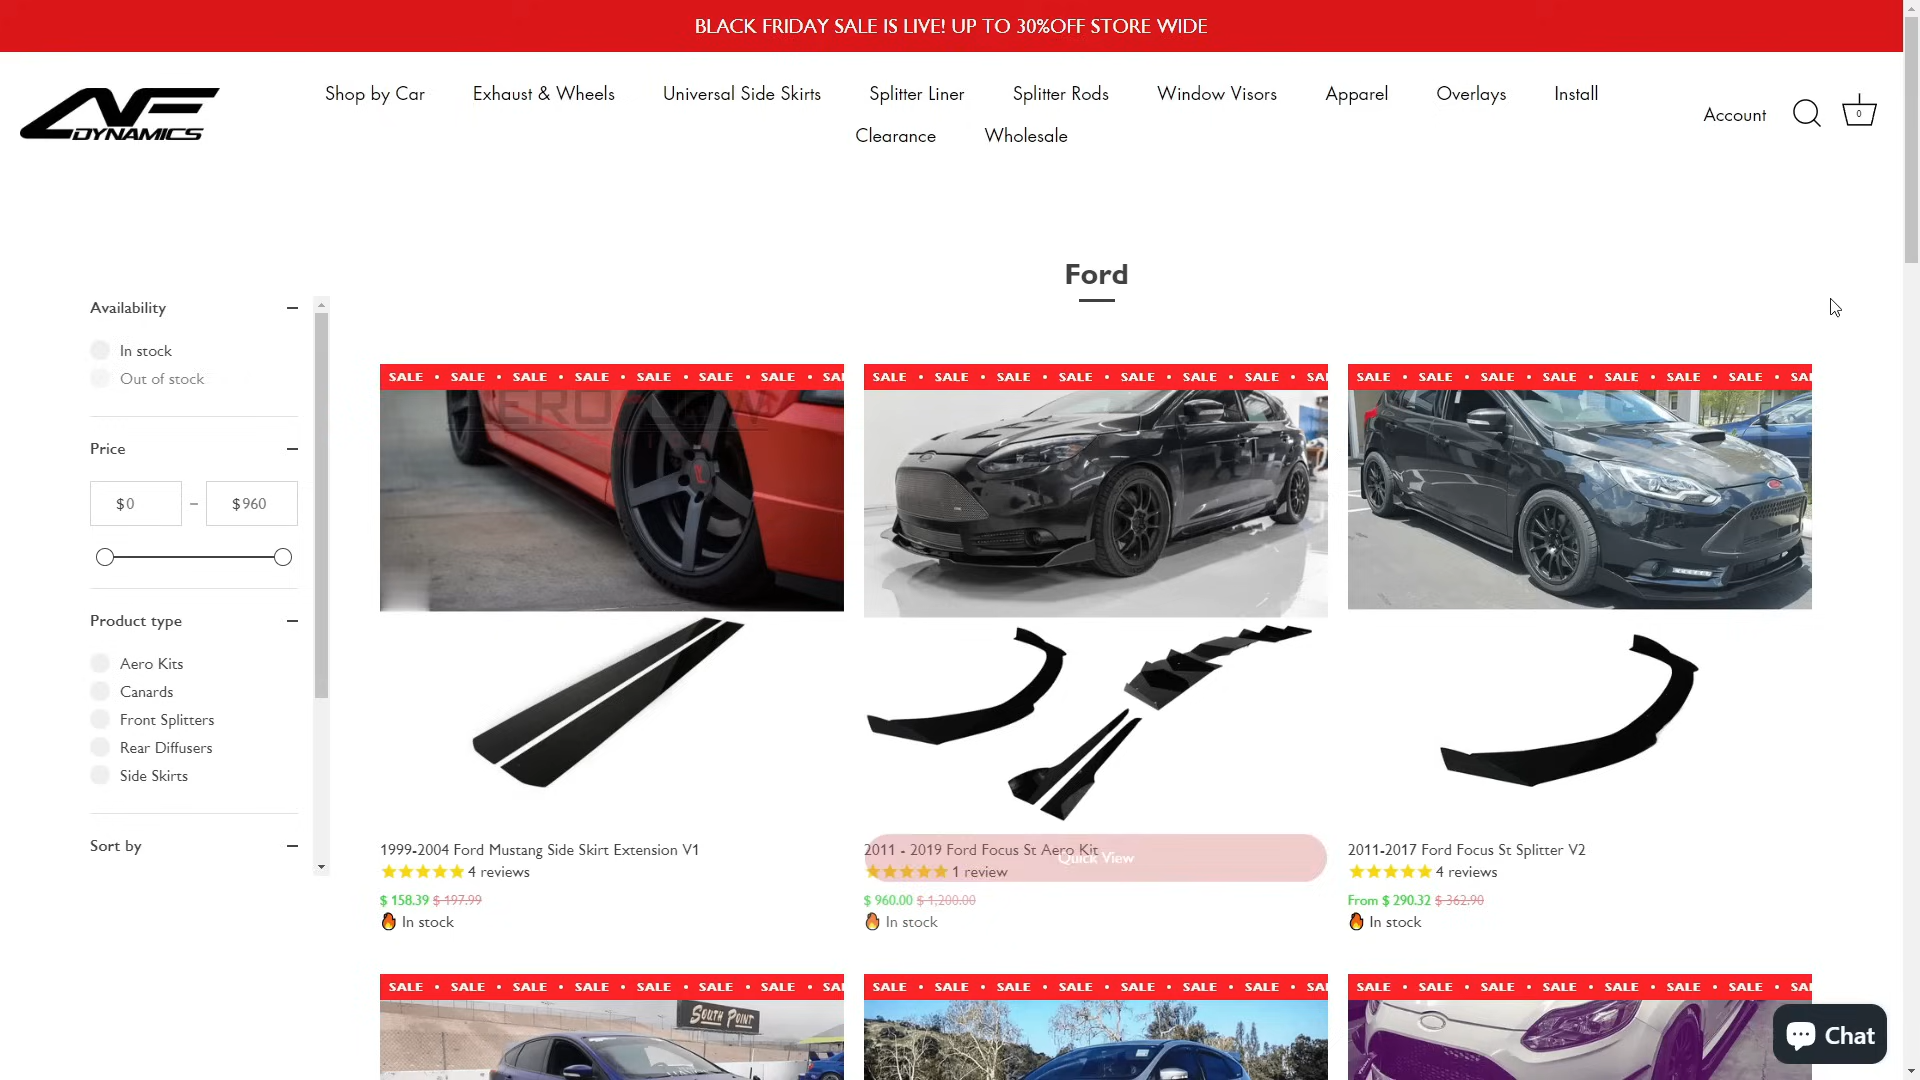 BLACK FRIDAY SALE IS LIVE! UP TO 30%OFF STORE WIDE
AF DYNAMICS
Shop by Car Exhaust & Wheels Universal Side Skirts Splitter Liner Splitter Rods Window Visors Apparel Overlays Install
Clearance Wholesale
Account
0
Ford
Availability
In stock
Out of stock
Price
$0 – $960
Product type
Aero Kits
Canards
Front Splitters
Rear Diffusers
Side Skirts
Sort by
SALE • SALE • SALE • SALE • SALE • SALE • SALE • SAL
SALE • SALE • SALE • SALE • SALE • SALE • SALE • SAL
SALE • SALE • SALE • SALE • SALE • SALE • SALE • SAL
1999-2004 Ford Mustang Side Skirt Extension V1
4 reviews
$ 158.39 $ 197.99
In stock
2011 - 2019 Ford Focus St Aero Kit
Quick View
1 review
$ 960.00 $ 1,200.00
In stock
2011-2017 Ford Focus St Splitter V2
4 reviews
From $ 290.32 $ 362.90
In stock
SALE • SALE • SALE • SALE • SALE • SALE • SALE • SAL
SALE • SALE • SALE • SALE • SALE • SALE • SALE • SAL
SALE • SALE • SALE • SALE • SALE • SALE • SALE • SAL
SOUTH POINT
Chat